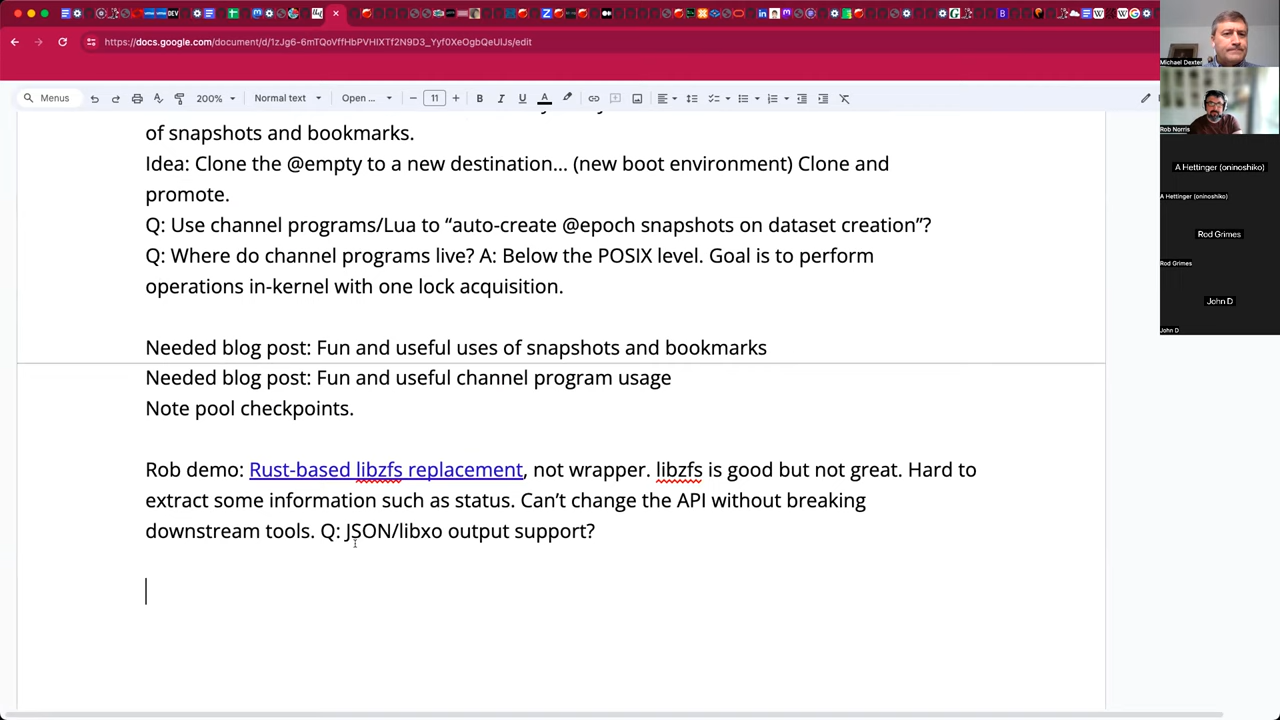 https://docs.google.com/document/d/1zJg6-6mTQoVffHbPVHIXTf2N9D3_Yyf0XeOgbQeUIJs/edit
Menus
200%
Normal text
Open ...
11
of snapshots and bookmarks.
Idea: Clone the @empty to a new destination... (new boot environment) Clone and
promote.
Q: Use channel programs/Lua to “auto-create @epoch snapshots on dataset creation”?
Q: Where do channel programs live? A: Below the POSIX level. Goal is to perform
operations in-kernel with one lock acquisition.
Needed blog post: Fun and useful uses of snapshots and bookmarks
Needed blog post: Fun and useful channel program usage
Note pool checkpoints.
Rob demo: Rust-based libzfs replacement, not wrapper. libzfs is good but not great. Hard to
extract some information such as status. Can’t change the API without breaking
downstream tools. Q: JSON/libxo output support?
Michael Dexter
Rob Norris
A Hettinger (oninoshiko)
A Hettinger (oninoshiko)
Rod Grimes
Rod Grimes
John D
John D